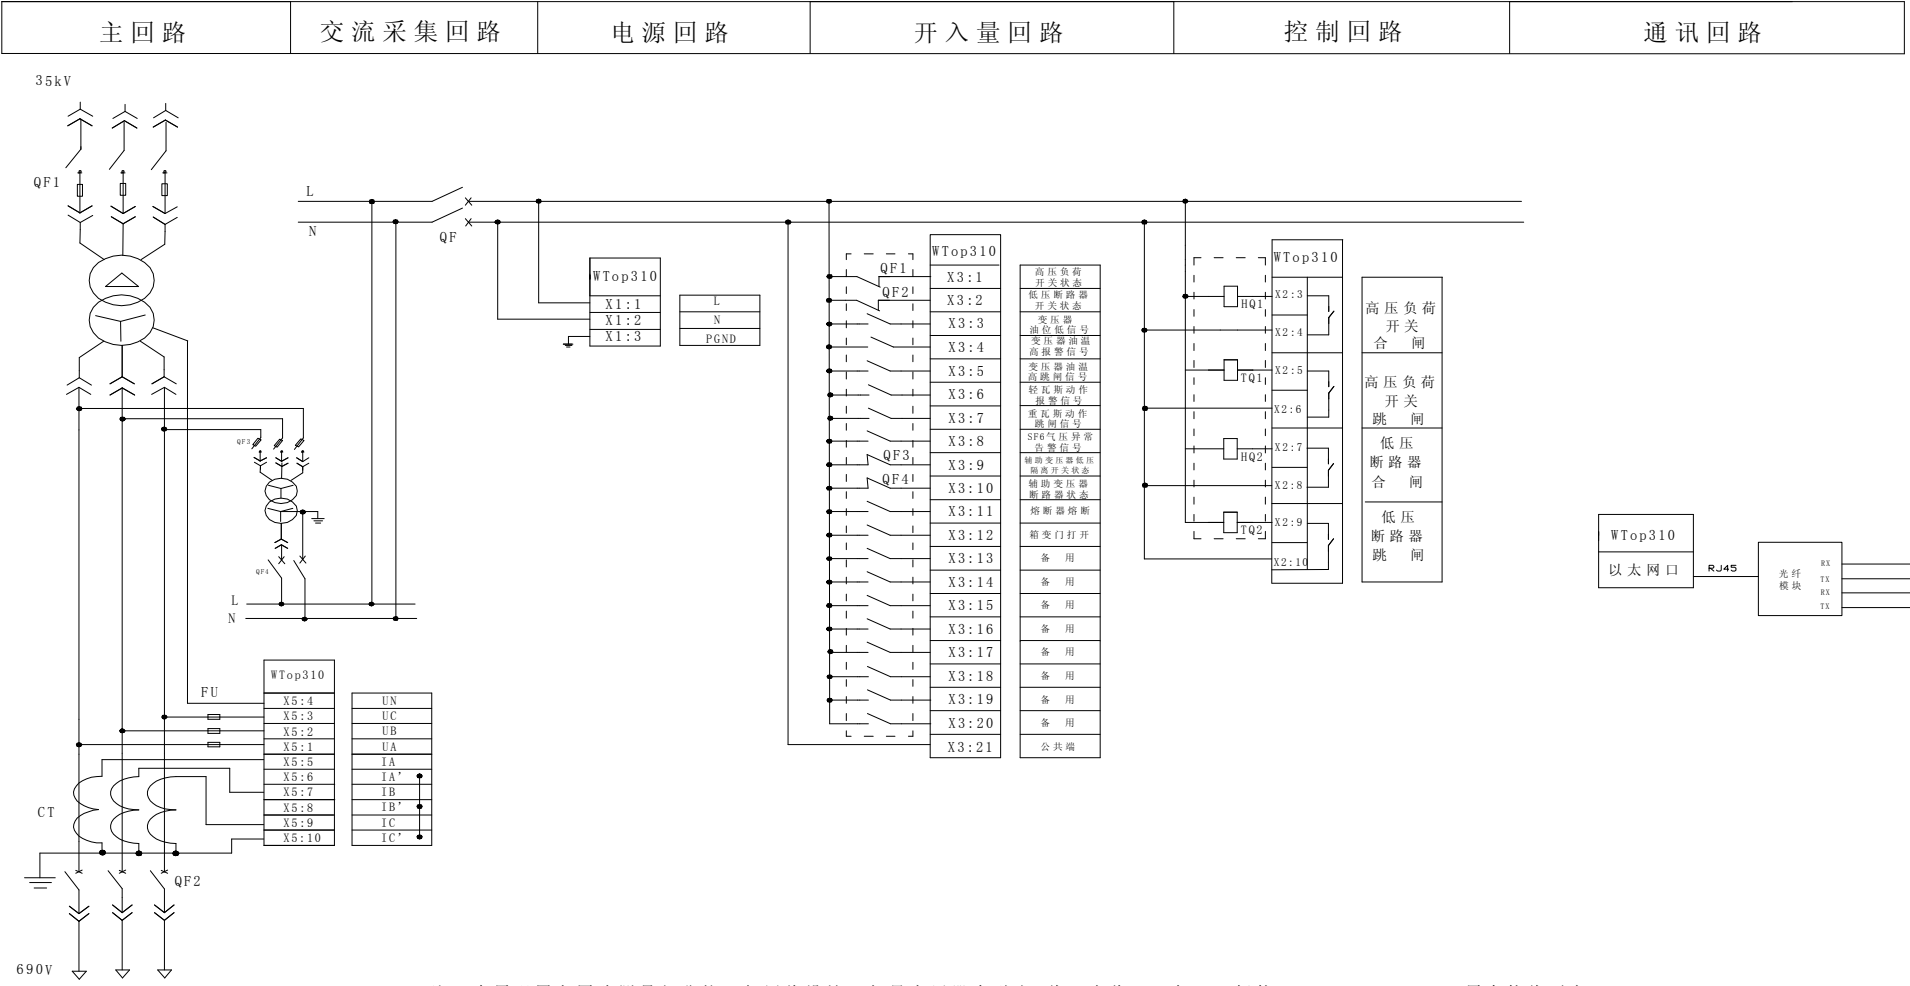 主回路
交流采集回路
电源回路
开入量回路
控制回路
通讯回路
35kV
QF1
QF3
QF4
L
N
L
N
QF
WTop310
X1:1 L
X1:2 N
X1:3 PGND
FU
WTop310
X5:4 UN
X5:3 UC
X5:2 UB
X5:1 UA
X5:5 IA
X5:6 IA'
X5:7 IB
X5:8 IB'
X5:9 IC
X5:10 IC'
CT
QF2
690V
WTop310
QF1
X3:1 高压负荷
开关状态
QF2
X3:2 低压断路器
开关状态
X3:3 变压器
油位低信号
X3:4 变压器油温
高报警信号
X3:5 变压器油温
高跳闸信号
X3:6 轻瓦斯动作
报警信号
X3:7 重瓦斯动作
跳闸信号
X3:8 SF6气压异常
告警信号
QF3
X3:9 辅助变压器低压
隔离开关状态
QF4
X3:10 辅助变压器
断路器状态
X3:11 熔断器熔断
X3:12 箱变门打开
X3:13 备 用
X3:14 备 用
X3:15 备 用
X3:16 备 用
X3:17 备 用
X3:18 备 用
X3:19 备 用
X3:20 备 用
X3:21 公共端
WTop310
HQ1
X2:3
X2:4
高压负荷
开关
合 闸
TQ1
X2:5
X2:6
高压负荷
开关
跳 闸
HQ2
X2:7
X2:8
低压
断路器
合 闸
TQ2
X2:9
X2:10
低压
断路器
跳 闸
WTop310
以太网口
RJ45
光纤
模块
RX
TX
RX
TX